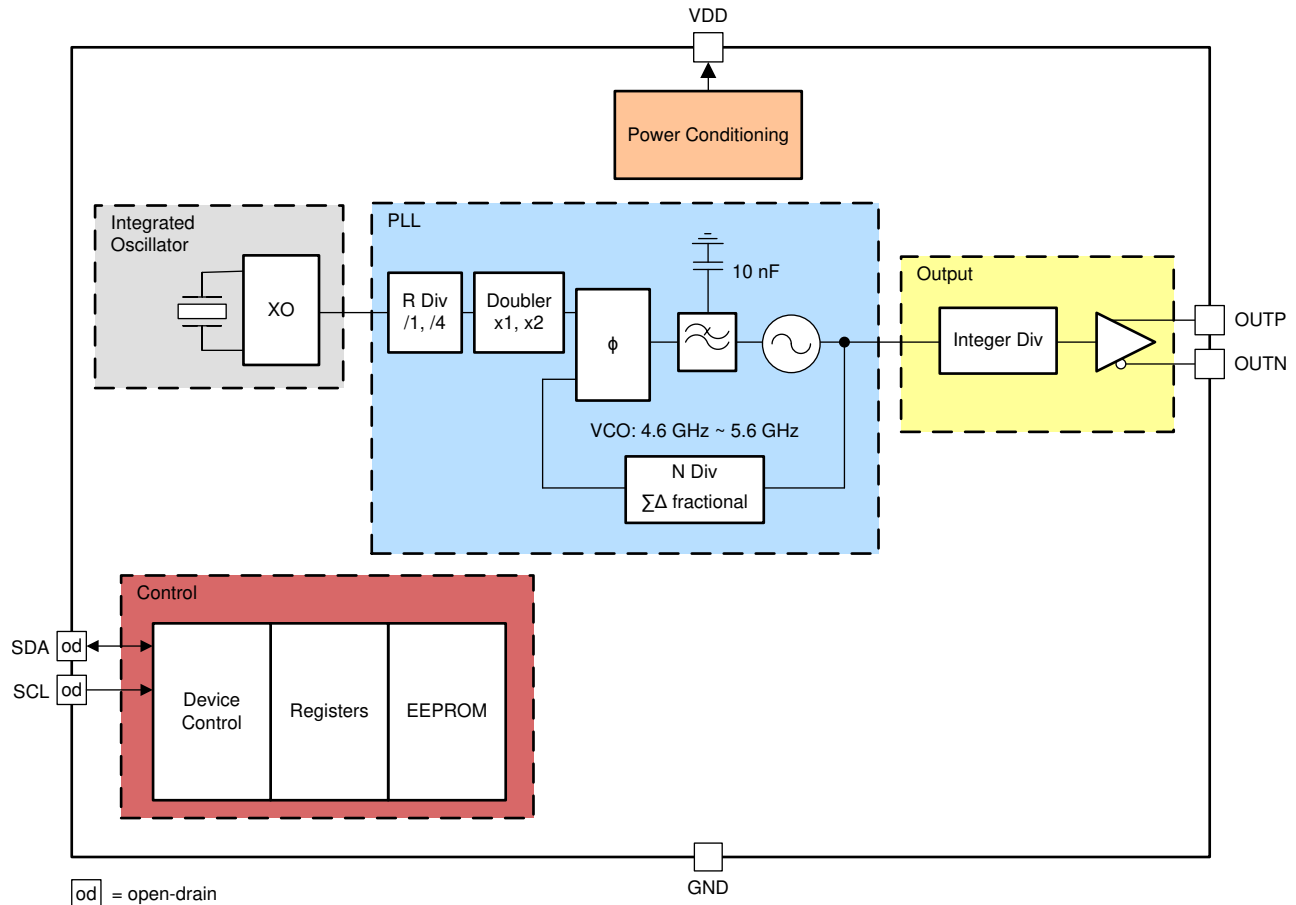 VDD
Power Conditioning
Integrated
Oscillator
XO
PLL
R Div
/1, /4
Doubler
x1, x2
ϕ
10 nF
VCO: 4.6 GHz ~ 5.6 GHz
N Div
∑Δ fractional
Output
Integer Div
OUTP
OUTN
Control
SDA
od
SCL
od
Device
Control
Registers
EEPROM
GND
od = open-drain